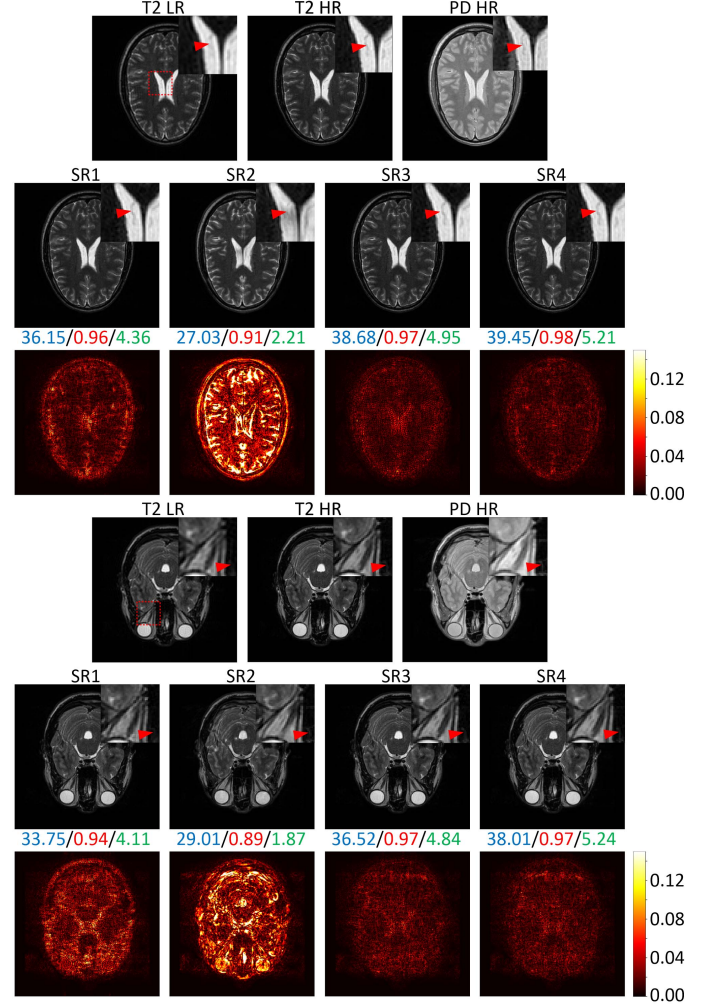 T2 LR T2 HR PD HR
SR1 SR2 SR3 SR4
36.15/0.96/4.36 27.03/0.91/2.21 38.68/0.97/4.95 39.45/0.98/5.21
0.12
0.08
0.04
0.00
T2 LR T2 HR PD HR
SR1 SR2 SR3 SR4
33.75/0.94/4.11 29.01/0.89/1.87 36.52/0.97/4.84 38.01/0.97/5.24
0.12
0.08
0.04
0.00